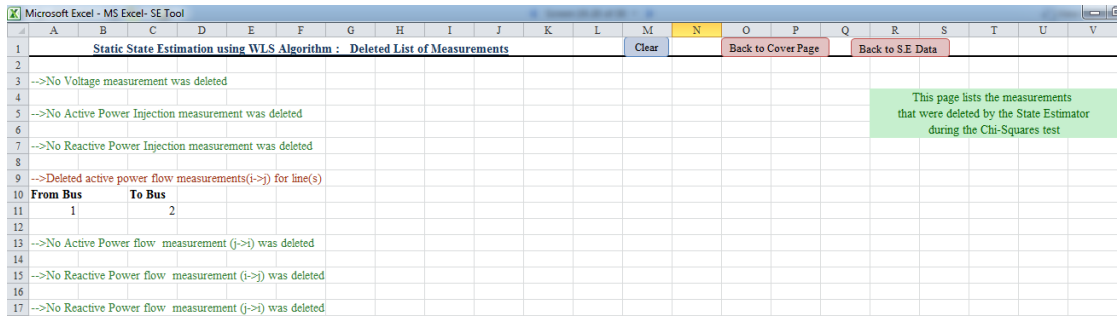 Microsoft Excel - MS Excel- SE Tool
A B C D E F G H I J K L M N O P Q R S T U V
1 Static State Estimation using WLS Algorithm : Deleted List of Measurements Clear Back to Cover Page Back to S.E Data
2
3 -->No Voltage measurement was deleted
4 This page lists the measurements
5 -->No Active Power Injection measurement was deleted that were deleted by the State Estimator
6 during the Chi-Squares test
7 -->No Reactive Power Injection measurement was deleted
8
9 -->Deleted active power flow measurements(i->j) for line(s)
10 From Bus To Bus
11 1 2
12
13 -->No Active Power flow measurement (j->i) was deleted
14
15 -->No Reactive Power flow measurement (i->j) was deleted
16
17 -->No Reactive Power flow measurement (j->i) was deleted